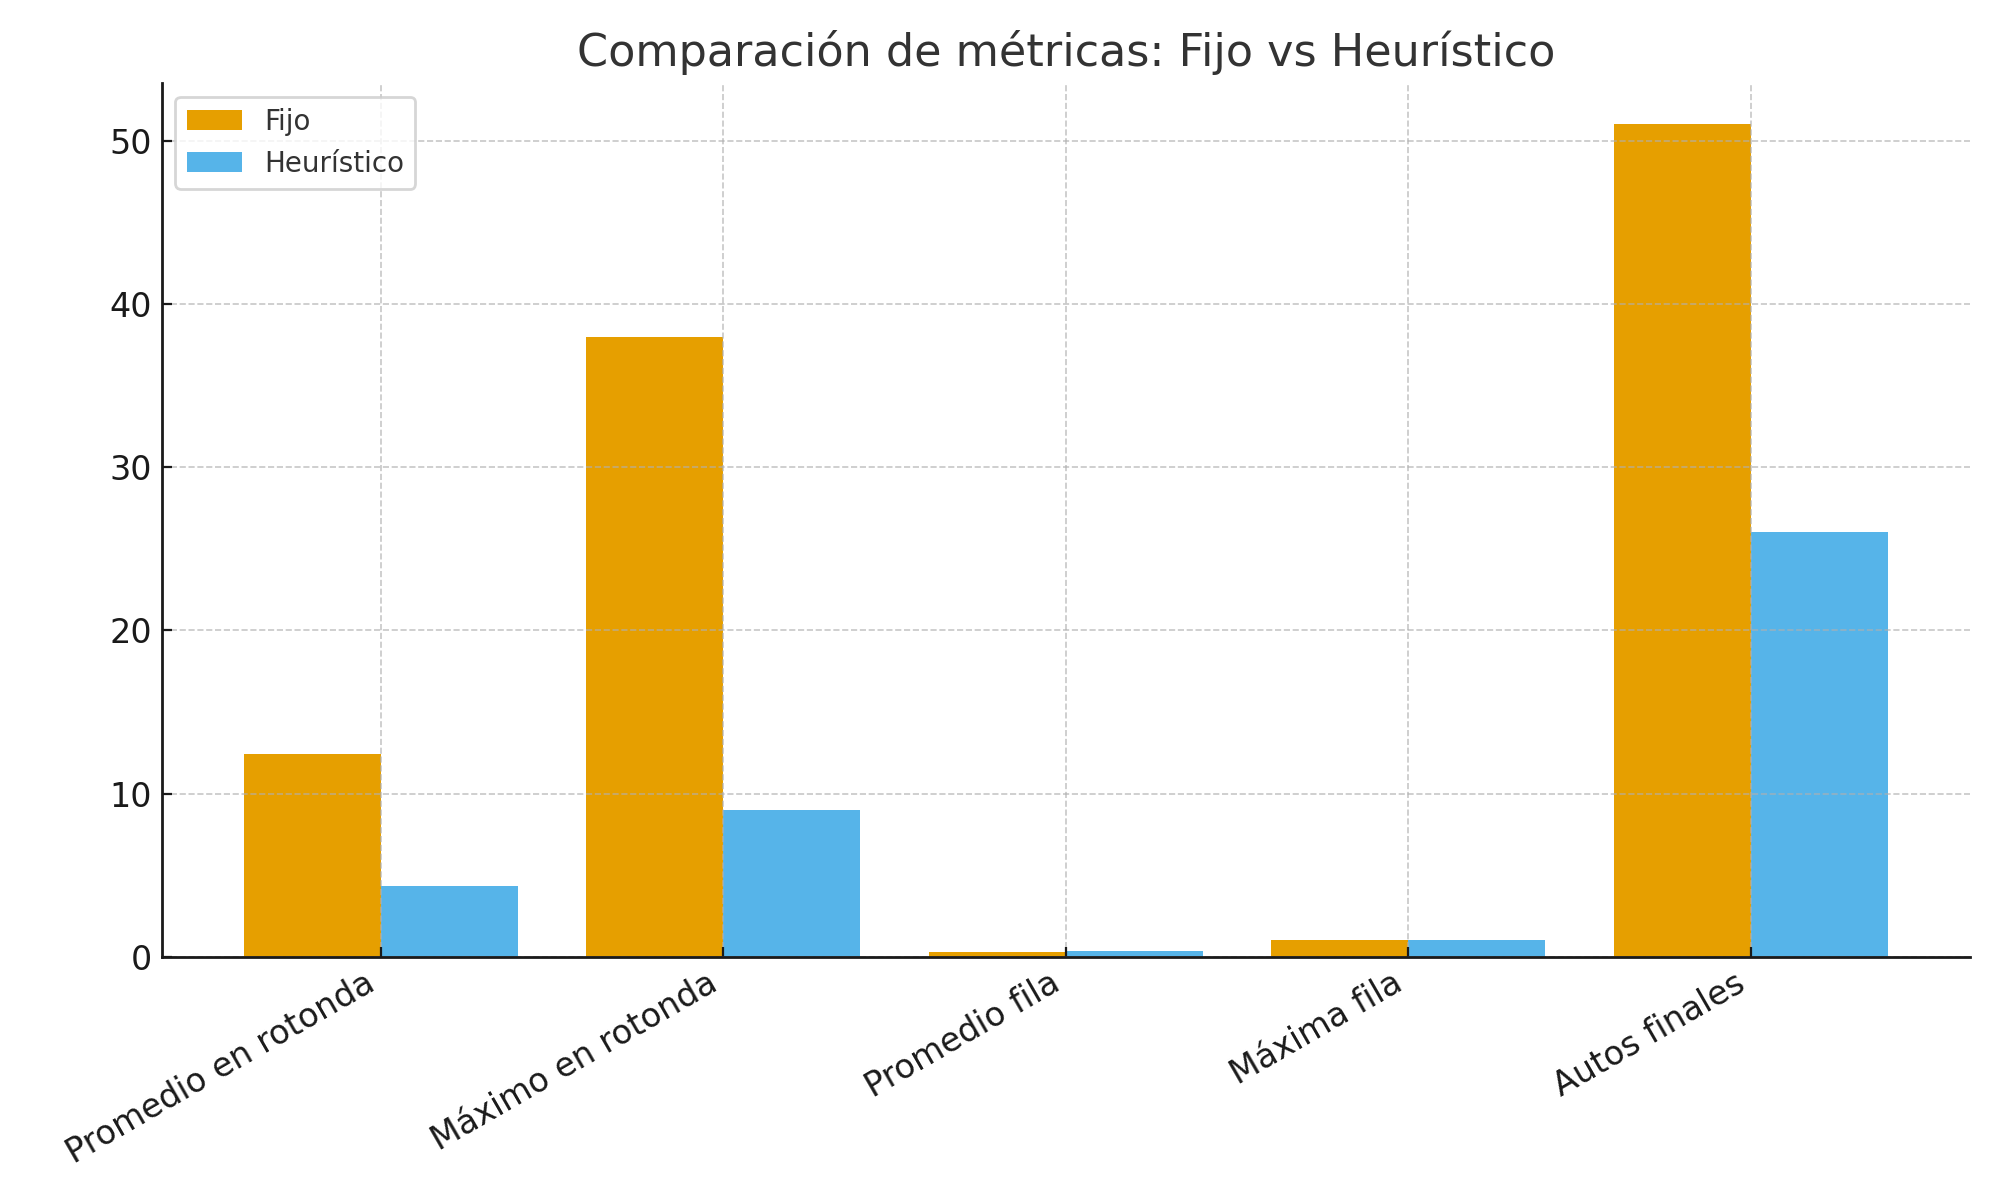 Comparación de métricas: Fijo vs Heurístico
Fijo
Heurístico
50
40
30
20
10
0
Promedio en rotonda
Máximo en rotonda
Promedio fila
Máxima fila
Autos finales